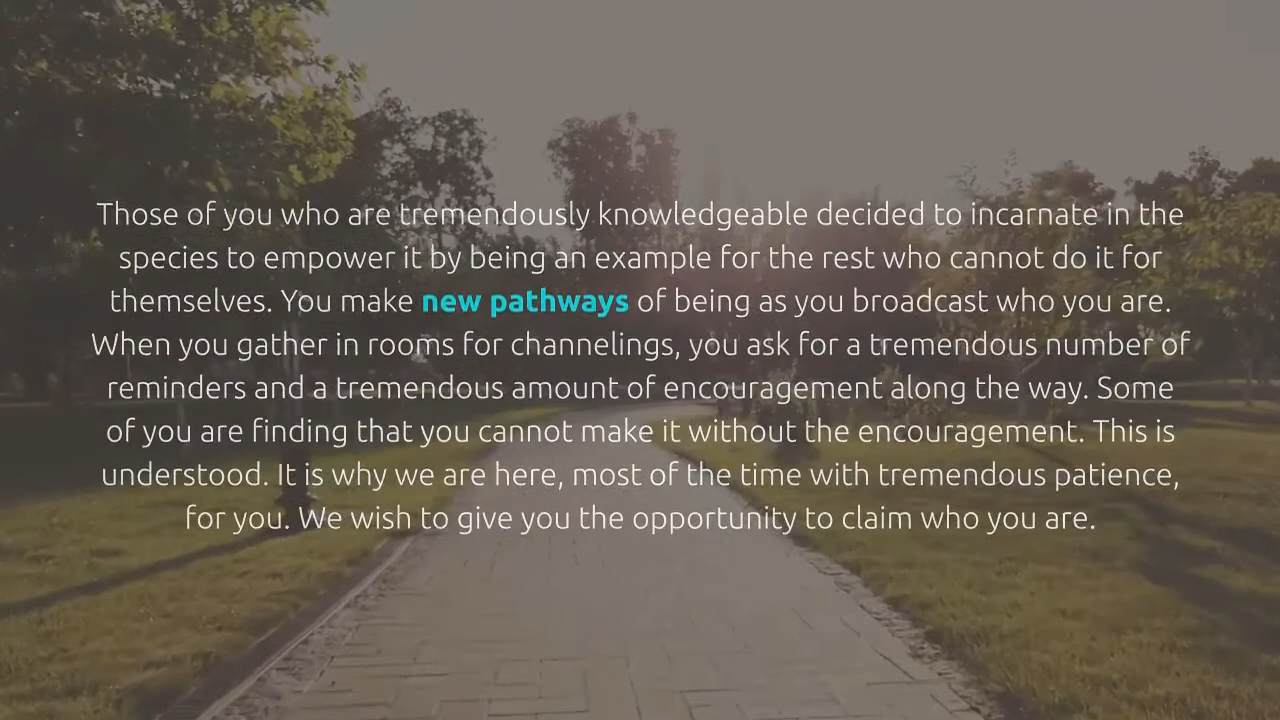 Those of you who are tremendously knowledgeable decided to incarnate in the
species to empower it by being an example for the rest who cannot do it for
themselves. You make new pathways of being as you broadcast who you are.
When you gather in rooms for channelings, you ask for a tremendous number of
reminders and a tremendous amount of encouragement along the way. Some
of you are finding that you cannot make it without the encouragement. This is
understood. It is why we are here, most of the time with tremendous patience,
for you. We wish to give you the opportunity to claim who you are.